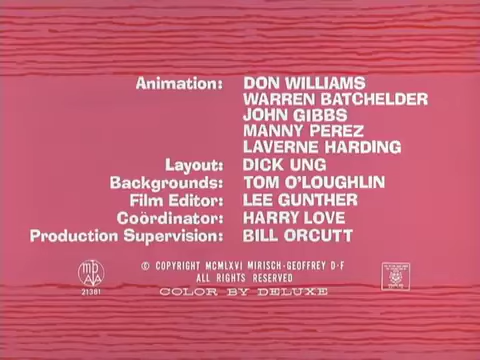 Animation: DON WILLIAMS
WARREN BATCHELDER
JOHN GIBBS
MANNY PEREZ
LAVERNE HARDING
Layout: DICK UNG
Backgrounds: TOM O'LOUGHLIN
Film Editor: LEE GUNTHER
Coördinator: HARRY LOVE
Production Supervision: BILL ORCUTT
© COPYRIGHT MCMLXVI MIRISCH-GEOFFREY D-F
ALL RIGHTS RESERVED
COLOR BY DELUXE
21381